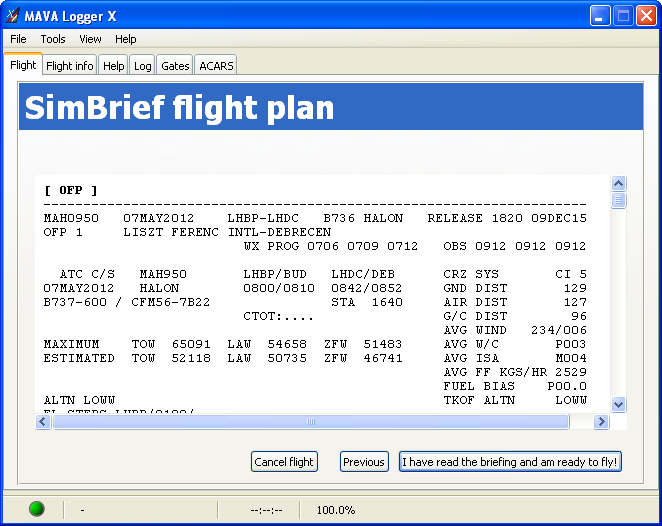 MAVA Logger X
File Tools View Help
Flight Flight info Help Log Gates ACARS
SimBrief flight plan
[ OFP ]
--------------------------------------------------------------------
MAH0950 07MAY2012 LHBP-LHDC B736 HALON RELEASE 1820 09DEC15
OFP 1 LISZT FERENC INTL-DEBRECEN
WX PROG 0706 0709 0712 OBS 0912 0912 0912
ATC C/S MAH950 LHBP/BUD LHDC/DEB CRZ SYS CI 5
07MAY2012 HALON 0800/0810 0842/0852 GND DIST 129
B737-600 / CFM56-7B22 STA 1640 AIR DIST 127
CTOT:.... G/C DIST 96
AVG WIND 234/006
MAXIMUM TOW 65091 LAW 54658 ZFW 51483 AVG W/C P003
ESTIMATED TOW 52118 LAW 50735 ZFW 46741 AVG ISA M004
AVG FF KGS/HR 2529
FUEL BIAS P00.0
ALTN LOWW TKOF ALTN LOWW
FL STEPS LHBP/0180/
Cancel flight Previous I have read the briefing and am ready to fly!
- --:--:-- 100.0%